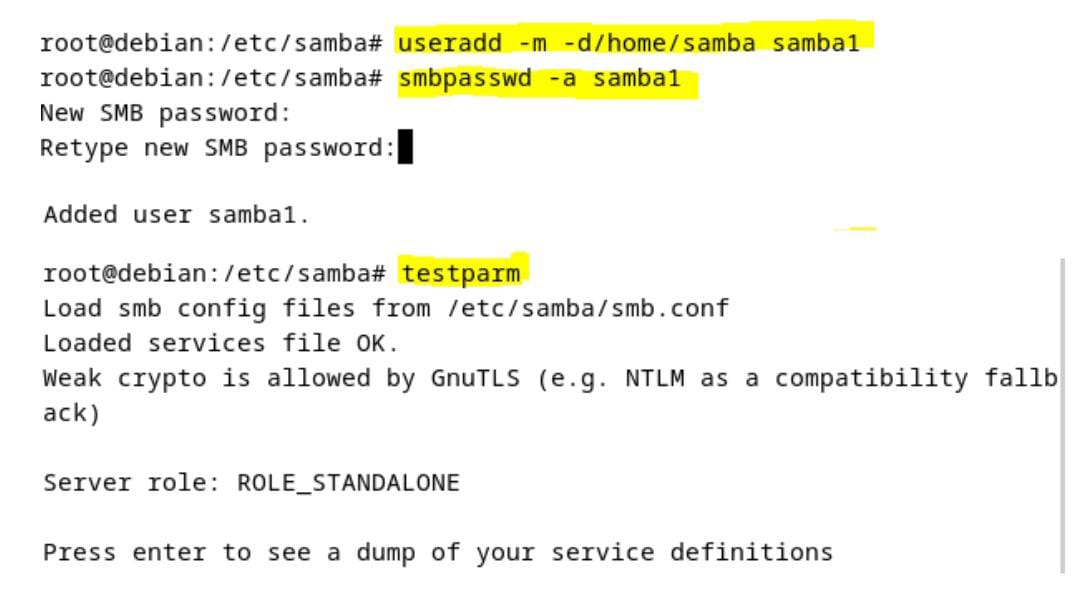 root@debian:/etc/samba# useradd -m -d/home/samba samba1
root@debian:/etc/samba# smbpasswd -a samba1
New SMB password:
Retype new SMB password:
Added user samba1.
root@debian:/etc/samba# testparm
Load smb config files from /etc/samba/smb.conf
Loaded services file OK.
Weak crypto is allowed by GnuTLS (e.g. NTLM as a compatibility fallb
ack)
Server role: ROLE_STANDALONE
Press enter to see a dump of your service definitions